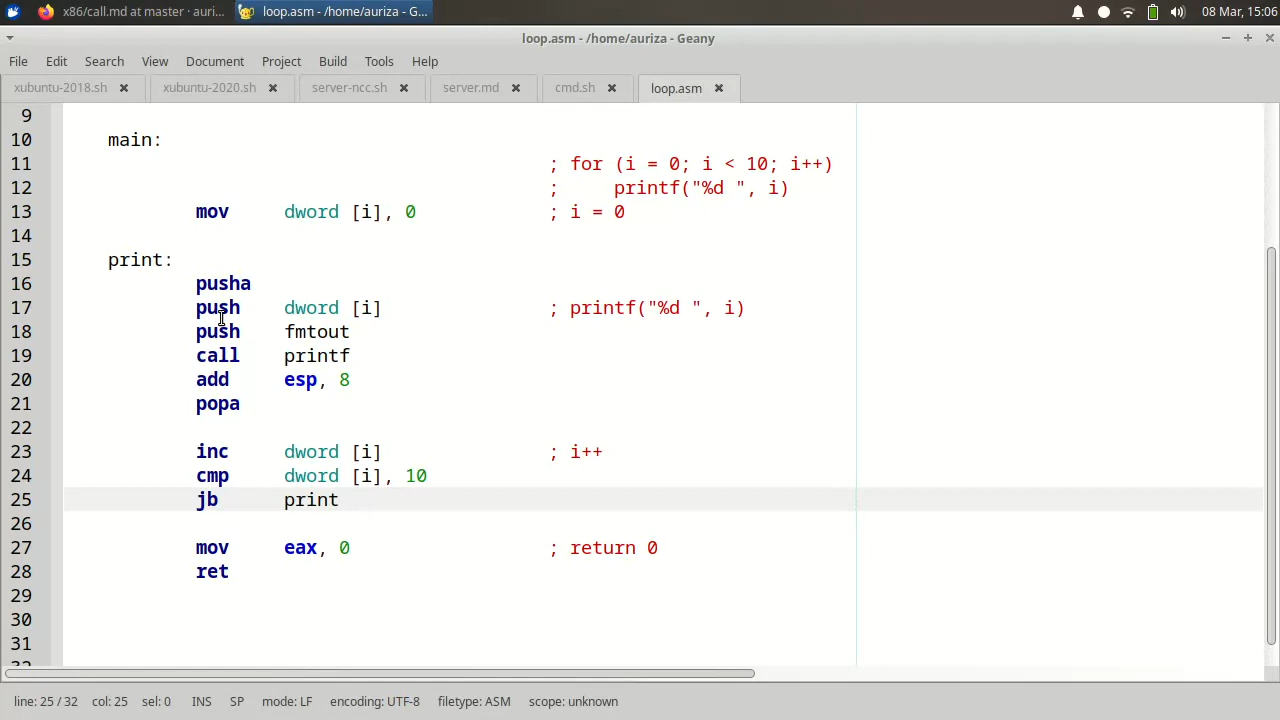 x86/call.md at master · auri...
loop.asm - /home/auriza - G...
08 Mar, 15:06
loop.asm - /home/auriza - Geany
File Edit Search View Document Project Build Tools Help
xubuntu-2018.sh xubuntu-2020.sh server-ncc.sh server.md cmd.sh loop.asm
9
10 main:
11 ; for (i = 0; i < 10; i++)
12 ;     printf("%d ", i)
13 mov dword [i], 0 ; i = 0
14
15 print:
16 pusha
17 push dword [i] ; printf("%d ", i)
18 push fmtout
19 call printf
20 add esp, 8
21 popa
22
23 inc dword [i] ; i++
24 cmp dword [i], 10
25 jb print
26
27 mov eax, 0 ; return 0
28 ret
29
30
31
32
line: 25 / 32 col: 25 sel: 0 INS SP mode: LF encoding: UTF-8 filetype: ASM scope: unknown